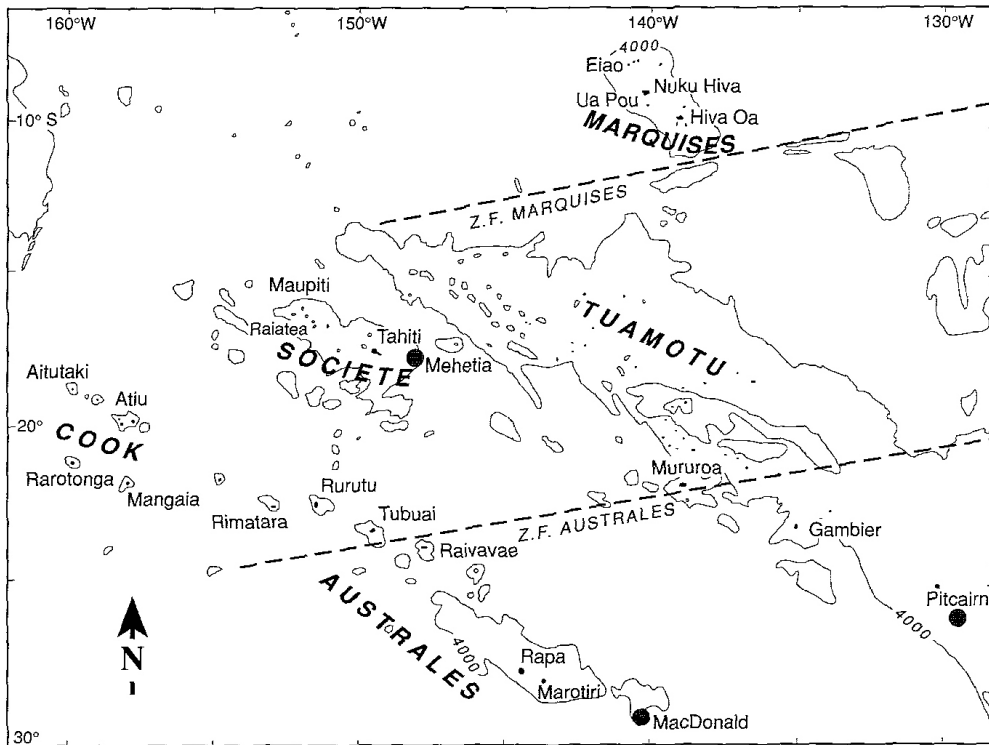 160°W
150°W
140°W
130°W
4000
Eiao
Nuku Hiva
Ua Pou
Hiva Oa
10° S
MARQUISES
Z.F. MARQUISES
Maupiti
Raiatea
Tahiti
TUAMOTU
SOCIETE
Mehetia
Aitutaki
Atiu
20°
COOK
Rarotonga
Mangaia
Mururoa
Rurutu
Rimatara
Tubuai
Z.F. AUSTRALES
Gambier
Raivavae
AUSTRALES
Pitcairn
4000
4000
N
Rapa
Marotiri
MacDonald
30°